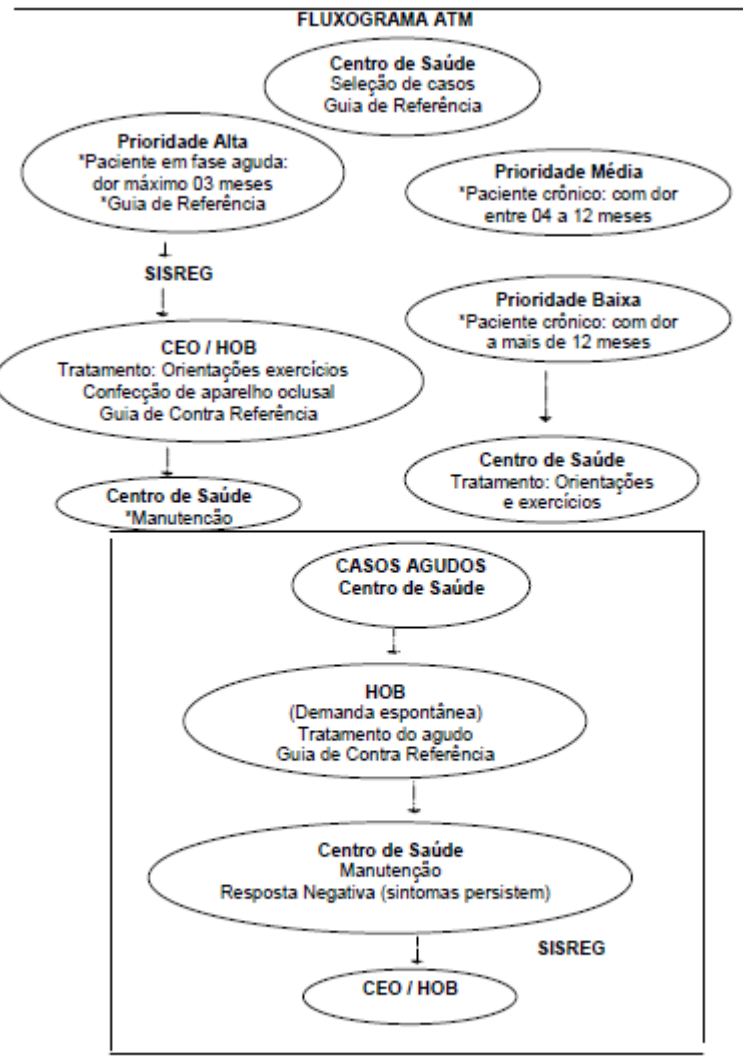 FLUXOGRAMA ATM
Centro de Saúde
Seleção de casos
Guia de Referência
Prioridade Alta
*Paciente em fase aguda:
dor máximo 03 meses
*Guia de Referência
Prioridade Média
*Paciente crônico: com dor
entre 04 a 12 meses
SISREG
Prioridade Baixa
*Paciente crônico: com dor
a mais de 12 meses
CEO / HOB
Tratamento: Orientações exercícios
Confecção de aparelho oclusal
Guia de Contra Referência
Centro de Saúde
Tratamento: Orientações
e exercícios
Centro de Saúde
*Manutenção
CASOS AGUDOS
Centro de Saúde
HOB
(Demanda espontânea)
Tratamento do agudo
Guia de Contra Referência
Centro de Saúde
Manutenção
Resposta Negativa (sintomas persistem)
SISREG
CEO / HOB